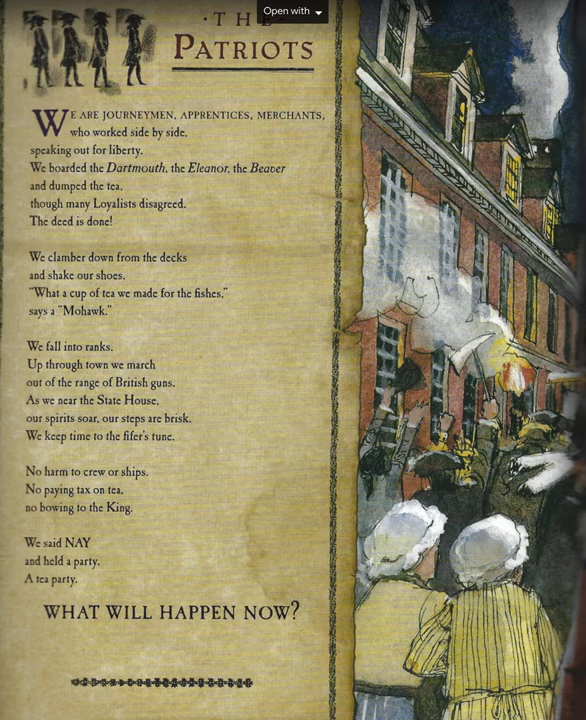 Open with
· THE
PATRIOTS
WE ARE JOURNEYMEN, APPRENTICES, MERCHANTS,
who worked side by side,
speaking out for liberty.
We boarded the Dartmouth, the Eleanor, the Beaver
and dumped the tea,
though many Loyalists disagreed.
The deed is done!
We clamber down from the decks
and shake our shoes.
"What a cup of tea we made for the fishes,"
says a "Mohawk."
We fall into ranks.
Up through town we march
out of the range of British guns.
As we near the State House,
our spirits soar, our steps are brisk.
We keep time to the fifer's tune.
No harm to crew or ships.
No paying tax on tea,
no bowing to the King.
We said NAY
and held a party.
A tea party.
WHAT WILL HAPPEN NOW?